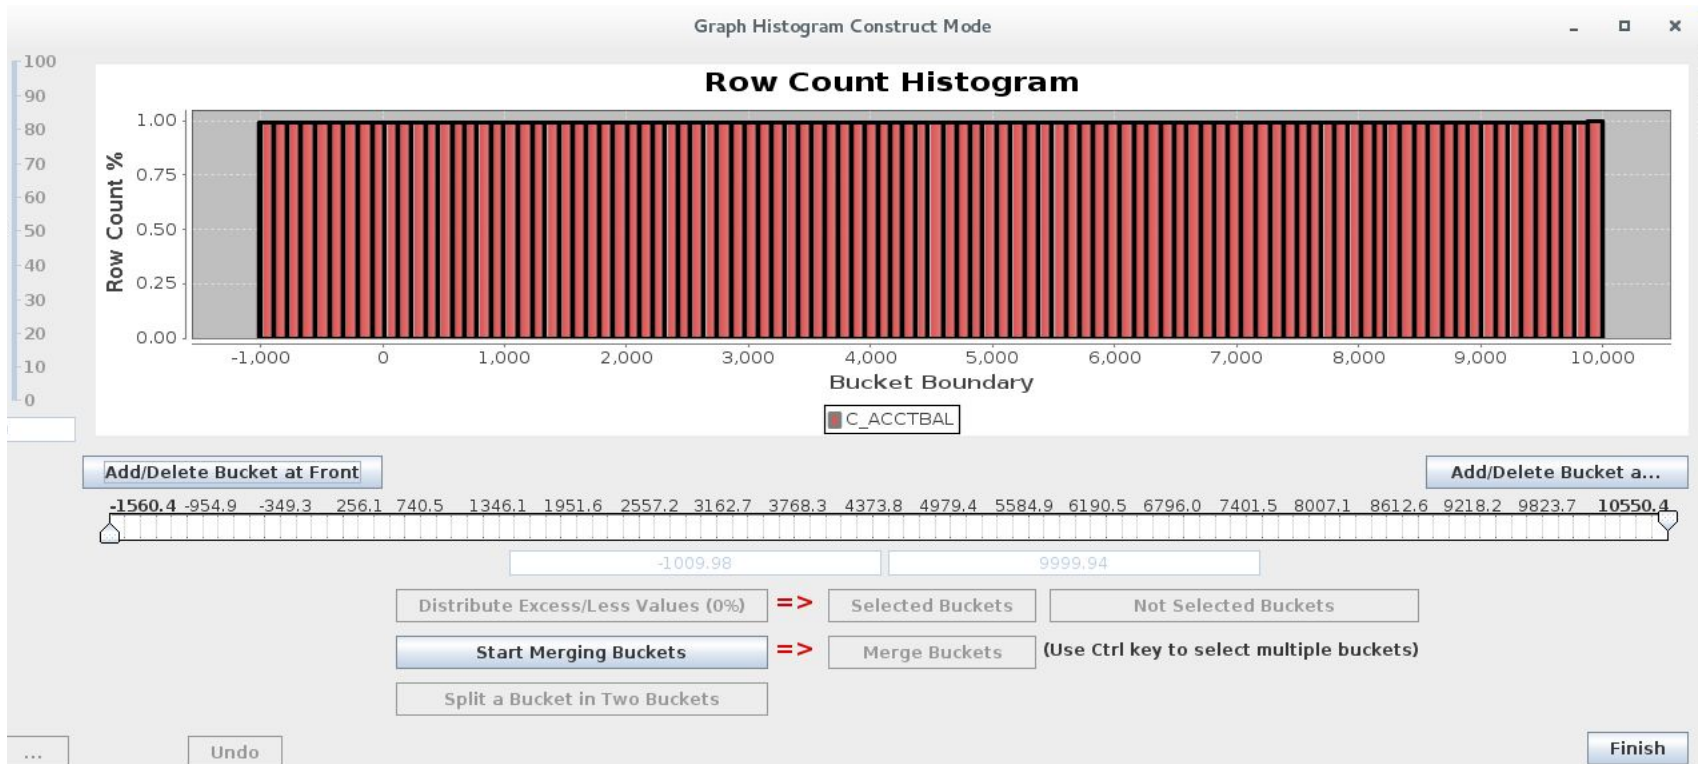 Graph Histogram Construct Mode
100
90
80
70
60
50
40
30
20
10
0
Row Count Histogram
Row Count %
1.00
0.75
0.50
0.25
0.00
-1,000 0 1,000 2,000 3,000 4,000 5,000 6,000 7,000 8,000 9,000 10,000
Bucket Boundary
C_ACCTBAL
Add/Delete Bucket at Front Add/Delete Bucket a...
-1560.4 -954.9 -349.3 256.1 740.5 1346.1 1951.6 2557.2 3162.7 3768.3 4373.8 4979.4 5584.9 6190.5 6796.0 7401.5 8007.1 8612.6 9218.2 9823.7 10550.4
-1009.98 9999.94
Distribute Excess/Less Values (0%) => Selected Buckets Not Selected Buckets
Start Merging Buckets => Merge Buckets (Use Ctrl key to select multiple buckets)
Split a Bucket in Two Buckets
... Undo Finish